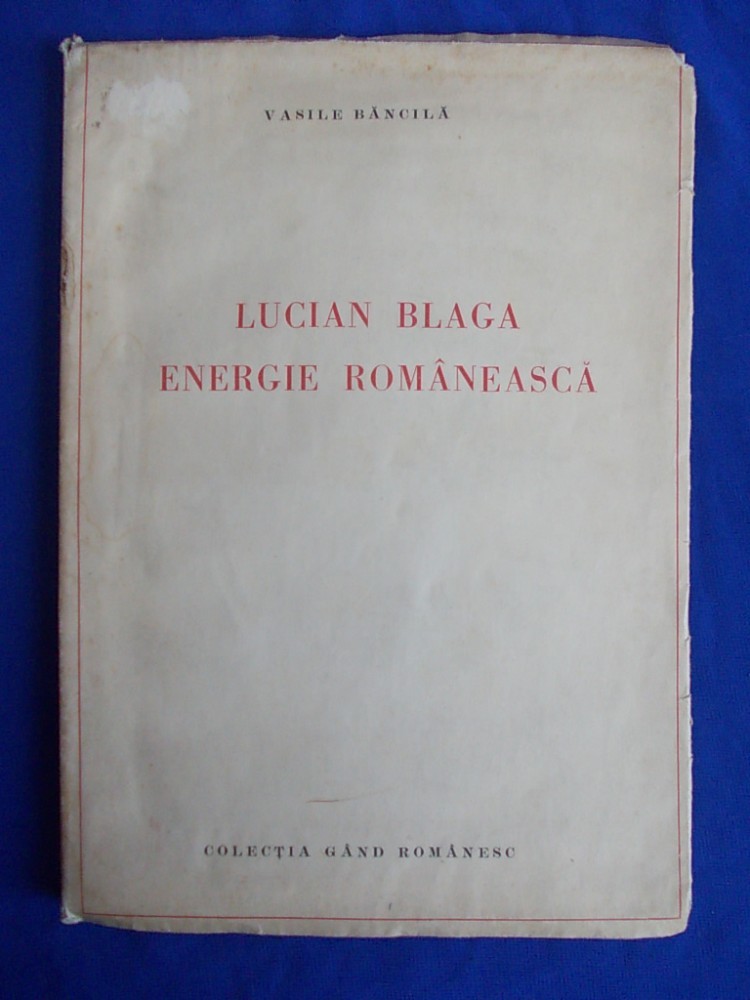 VASILE BĂNCILĂ
LUCIAN BLAGA
ENERGIE ROMÂNEASCĂ
COLECȚIA GÂND ROMÂNESC